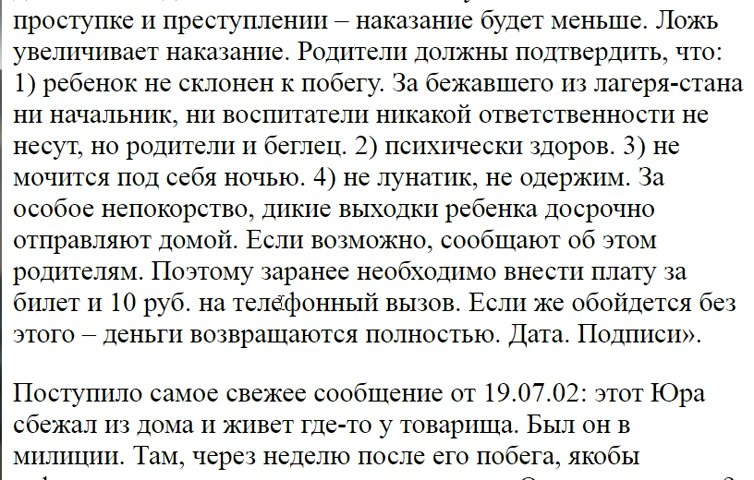 проступке и преступлении – наказание будет меньше. Ложь
увеличивает наказание. Родители должны подтвердить, что:
1) ребенок не склонен к побегу. За бежавшего из лагеря-стана
ни начальник, ни воспитатели никакой ответственности не
несут, но родители и беглец. 2) психически здоров. 3) не
мочится под себя ночью. 4) не лунатик, не одержим. За
особое непокорство, дикие выходки ребенка досрочно
отправляют домой. Если возможно, сообщают об этом
родителям. Поэтому заранее необходимо внести плату за
билет и 10 руб. на телефонный вызов. Если же обойдется без
этого – деньги возвращаются полностью. Дата. Подписи».
Поступило самое свежее сообщение от 19.07.02: этот Юра
сбежал из дома и живет где-то у товарища. Был он в
милиции. Там, через неделю после его побега, якобы